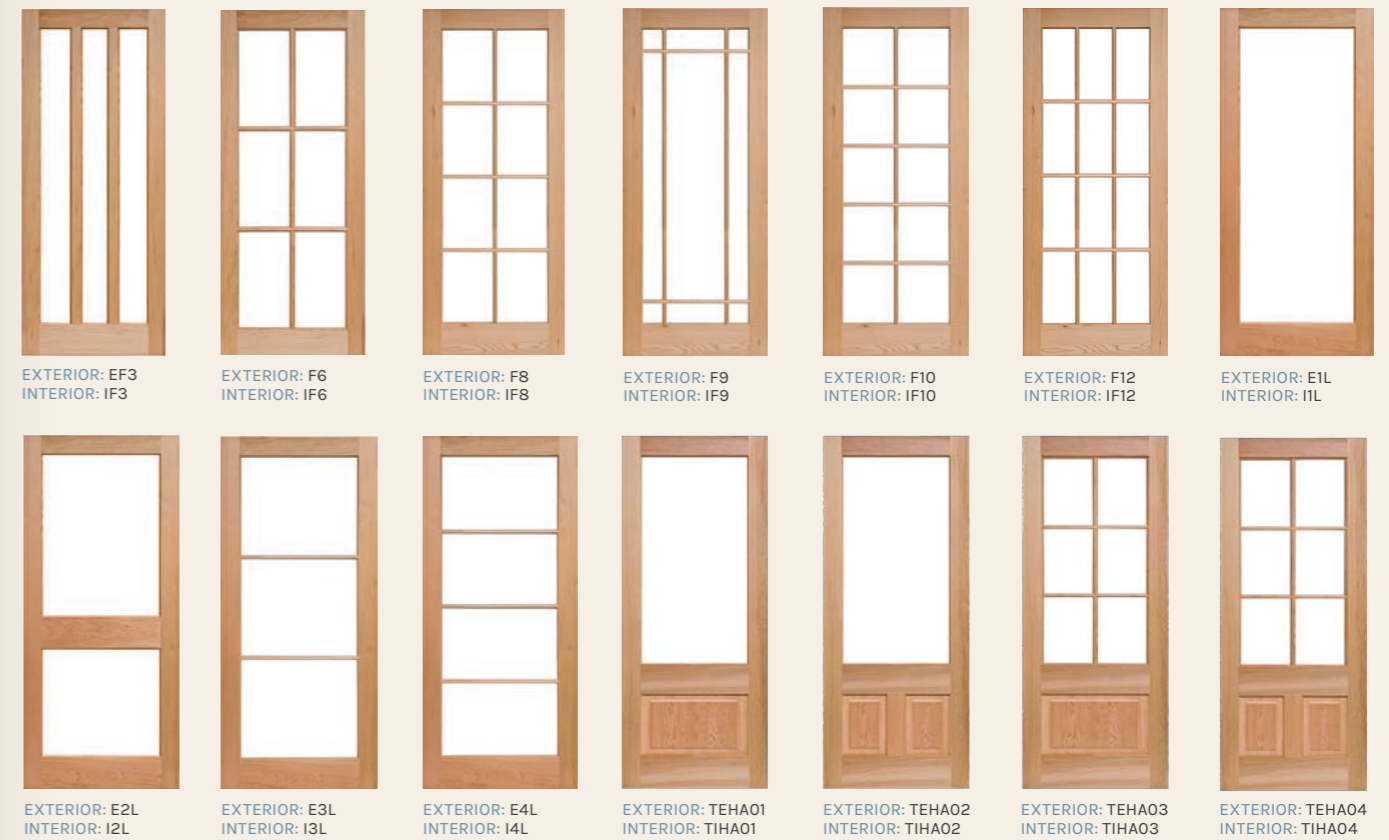 EXTERIOR: EF3
INTERIOR: IF3
EXTERIOR: F6
INTERIOR: IF6
EXTERIOR: F8
INTERIOR: IF8
EXTERIOR: F9
INTERIOR: IF9
EXTERIOR: F10
INTERIOR: IF10
EXTERIOR: F12
INTERIOR: IF12
EXTERIOR: E1L
INTERIOR: I1L
EXTERIOR: E2L
INTERIOR: I2L
EXTERIOR: E3L
INTERIOR: I3L
EXTERIOR: E4L
INTERIOR: I4L
EXTERIOR: TEHA01
INTERIOR: TIHA01
EXTERIOR: TEHA02
INTERIOR: TIHA02
EXTERIOR: TEHA03
INTERIOR: TIHA03
EXTERIOR: TEHA04
INTERIOR: TIHA04